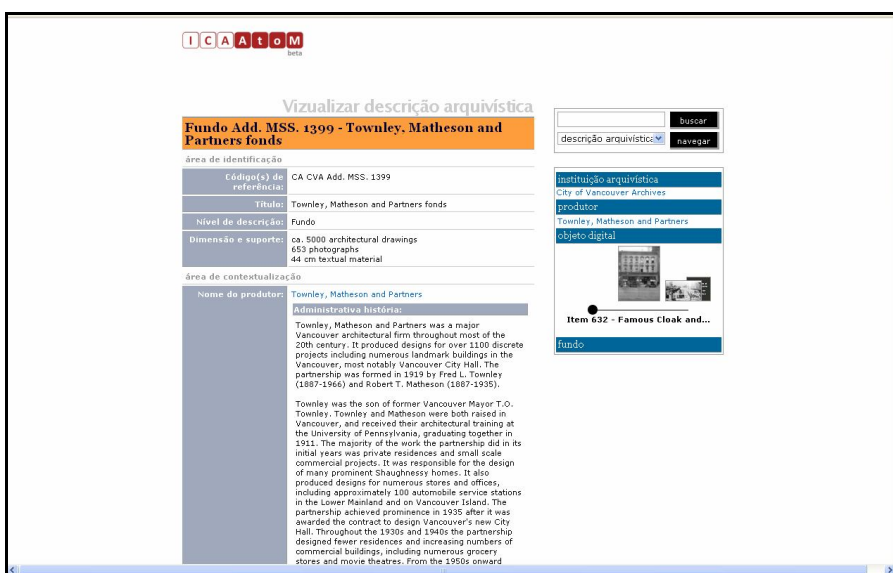 ICAAtoM
beta
Vizualizar descrição arquivística
Fundo Add. MSS. 1399 - Townley, Matheson and
Partners fonds
área de identificação
Código(s) de
referência:
CA CVA Add. MSS. 1399
Título: Townley, Matheson and Partners fonds
Nível de descrição: Fundo
Dimensão e suporte: ca. 5000 architectural drawings
653 photographs
44 cm textual material
área de contextualização
Nome do produtor: Townley, Matheson and Partners
Administrativa história:
Townley, Matheson and Partners was a major
Vancouver architectural firm throughout most of the
20th century. It produced designs for over 1100 discrete
projects including numerous landmark buildings in the
Vancouver, most notably Vancouver City Hall. The
partnership was formed in 1919 by Fred L. Townley
(1887-1966) and Robert T. Matheson (1887-1935).
Townley was the son of former Vancouver Mayor T.O.
Townley. Townley and Matheson were both raised in
Vancouver, and received their architectural training at
the University of Pennsylvania, graduating together in
1911. The majority of the work the partnership did in its
initial years was private residences and small scale
commercial projects. It was responsible for the design
of many prominent Shaughnessy homes. It also
produced designs for numerous stores and offices,
including approximately 100 automobile service stations
in the Lower Mainland and on Vancouver Island. The
partnership achieved prominence in 1935 after it was
awarded the contract to design Vancouver's new City
Hall. Throughout the 1930s and 1940s the partnership
designed fewer residences and increasing numbers of
commercial buildings, including numerous grocery
stores and movie theatres. From the 1950s onward
buscar
descrição arquivístic
navegar
instituição arquivística
City of Vancouver Archives
produtor
Townley, Matheson and Partners
objeto digital
Item 632 - Famous Cloak and...
fundo